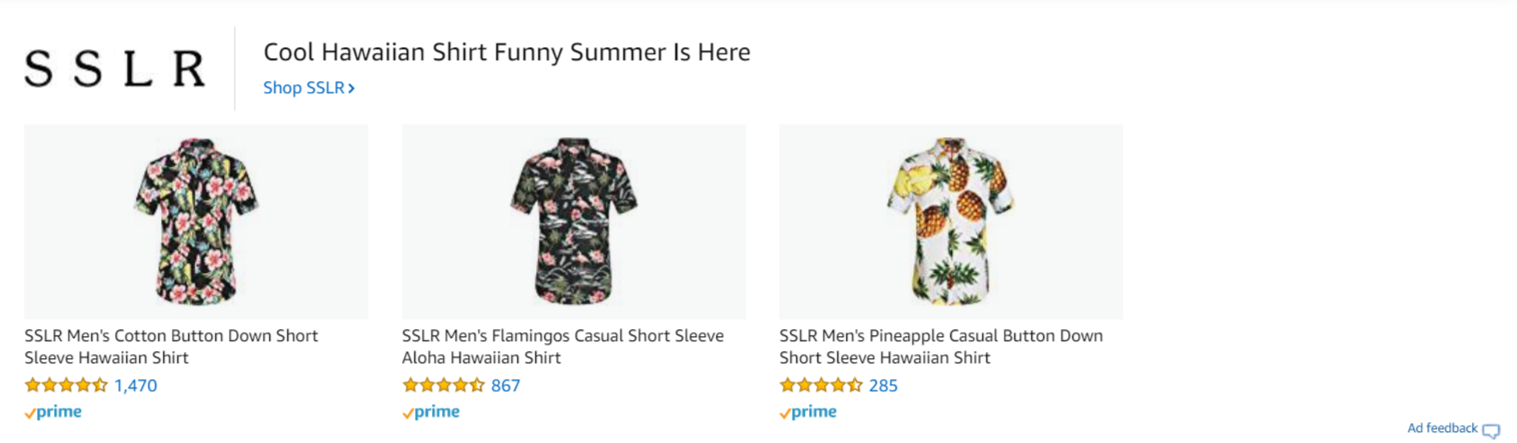 S S L R
Cool Hawaiian Shirt Funny Summer Is Here
Shop SSLR ›
SSLR Men's Cotton Button Down Short
Sleeve Hawaiian Shirt
1,470
prime
SSLR Men's Flamingos Casual Short Sleeve
Aloha Hawaiian Shirt
867
prime
SSLR Men's Pineapple Casual Button Down
Short Sleeve Hawaiian Shirt
285
prime
Ad feedback